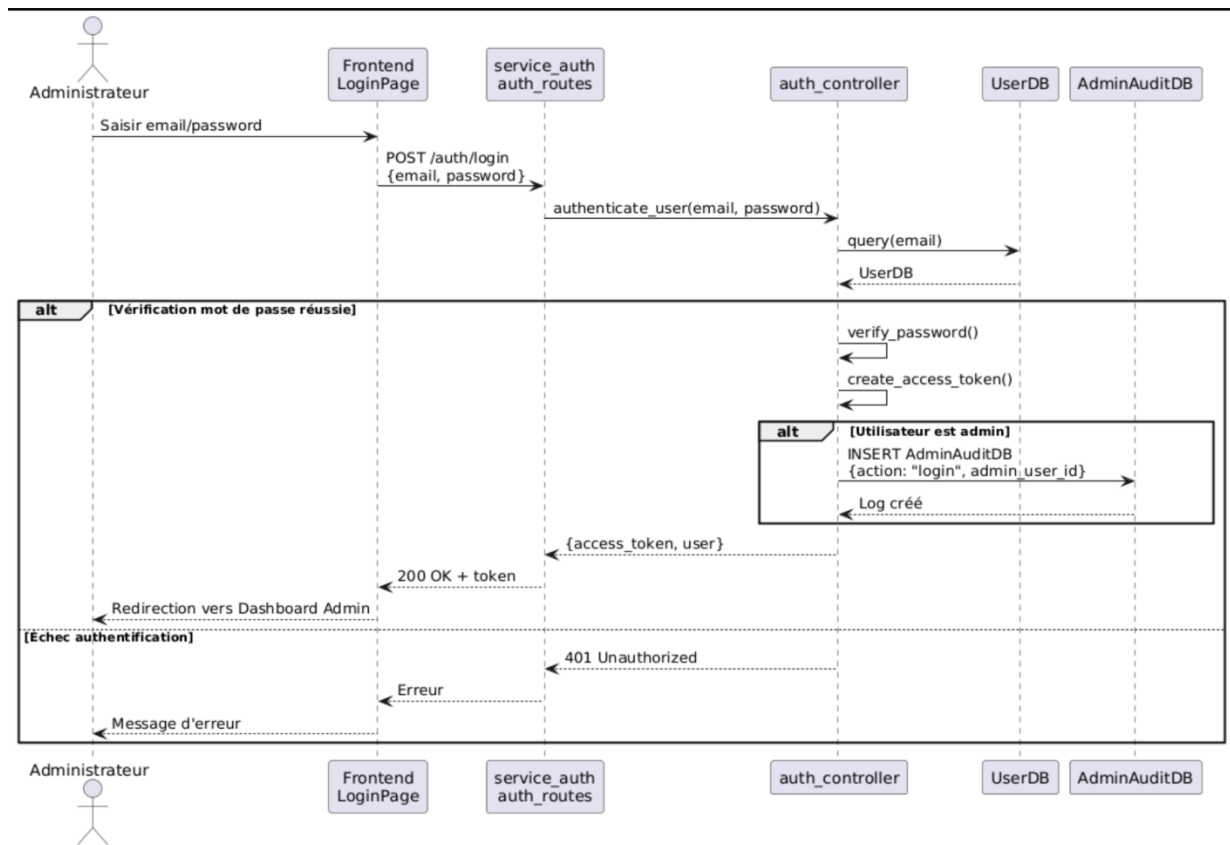 Administrateur
Frontend
LoginPage
service_auth
auth_routes
auth_controller
UserDB
AdminAuditDB
Saisir email/password
POST /auth/login
{email, password}
authenticate_user(email, password)
query(email)
UserDB
alt
[Vérification mot de passe réussie]
verify_password()
create_access_token()
alt
[Utilisateur est admin]
INSERT AdminAuditDB
{action: "login", admin_user_id}
Log créé
{access_token, user}
200 OK + token
Redirection vers Dashboard Admin
[Échec authentification]
401 Unauthorized
Erreur
Message d'erreur
Administrateur
Frontend
LoginPage
service_auth
auth_routes
auth_controller
UserDB
AdminAuditDB